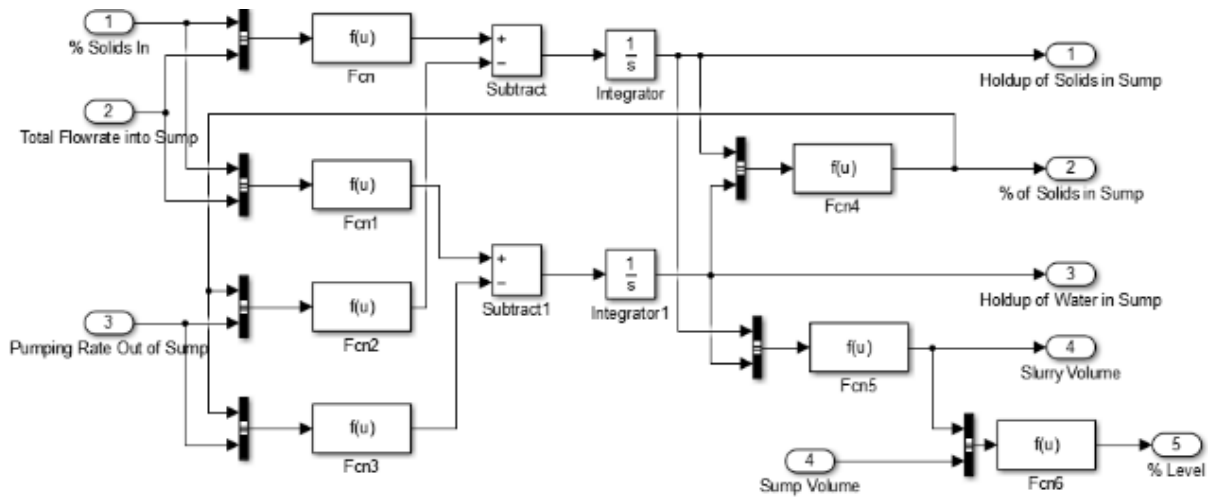 1
% Solids In
f(u)
Fcn
+
−
Subtract
1
s
Integrator
1
Holdup of Solids in Sump
2
Total Flowrate into Sump
f(u)
Fcn1
f(u)
Fcn4
2
% of Solids in Sump
+
−
Subtract1
1
s
Integrator1
3
Holdup of Water in Sump
3
Pumping Rate Out of Sump
f(u)
Fcn2
f(u)
Fcn5
4
Slurry Volume
f(u)
Fcn3
4
Sump Volume
f(u)
Fcn6
5
% Level